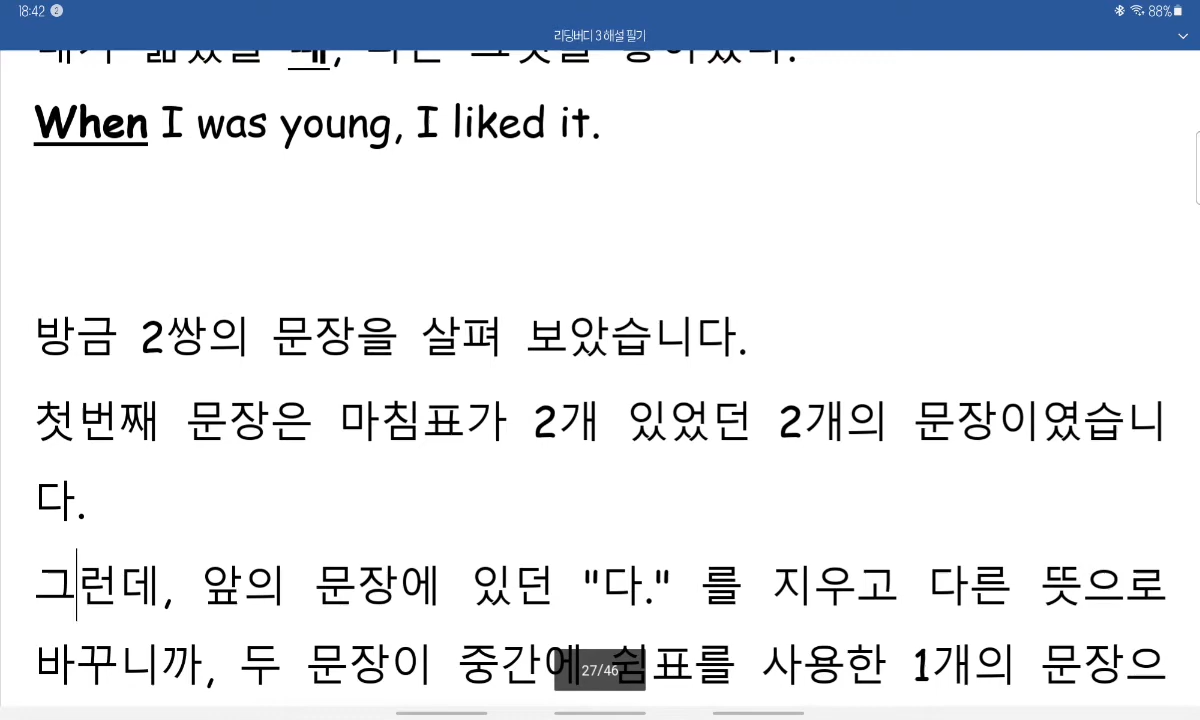 18:42 2 88%
리딩버디 3 해설 필기
때,
When I was young, I liked it.
방금 2쌍의 문장을 살펴 보았습니다.
첫번째 문장은 마침표가 2개 있었던 2개의 문장이였습니
다.
그런데, 앞의 문장에 있던 "다." 를 지우고 다른 뜻으로
바꾸니까, 두 문장이 중간에 쉼표를 사용한 1개의 문장으
27/46